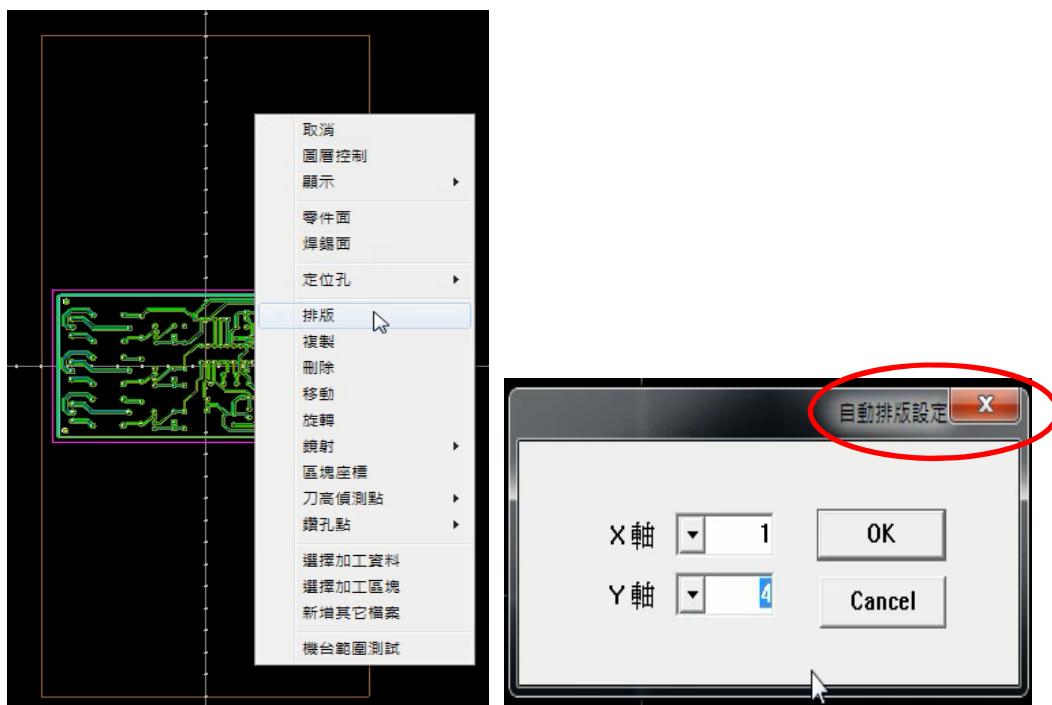 取消
圖層控制
顯示
零件面
焊錫面
定位孔
排版
複製
刪除
移動
旋轉
鏡射
區塊座標
刀高偵測點
鑽孔點
選擇加工資料
選擇加工區塊
新增其它檔案
機台範圍測試
自動排版設定
X軸 1 OK
Y軸 4 Cancel